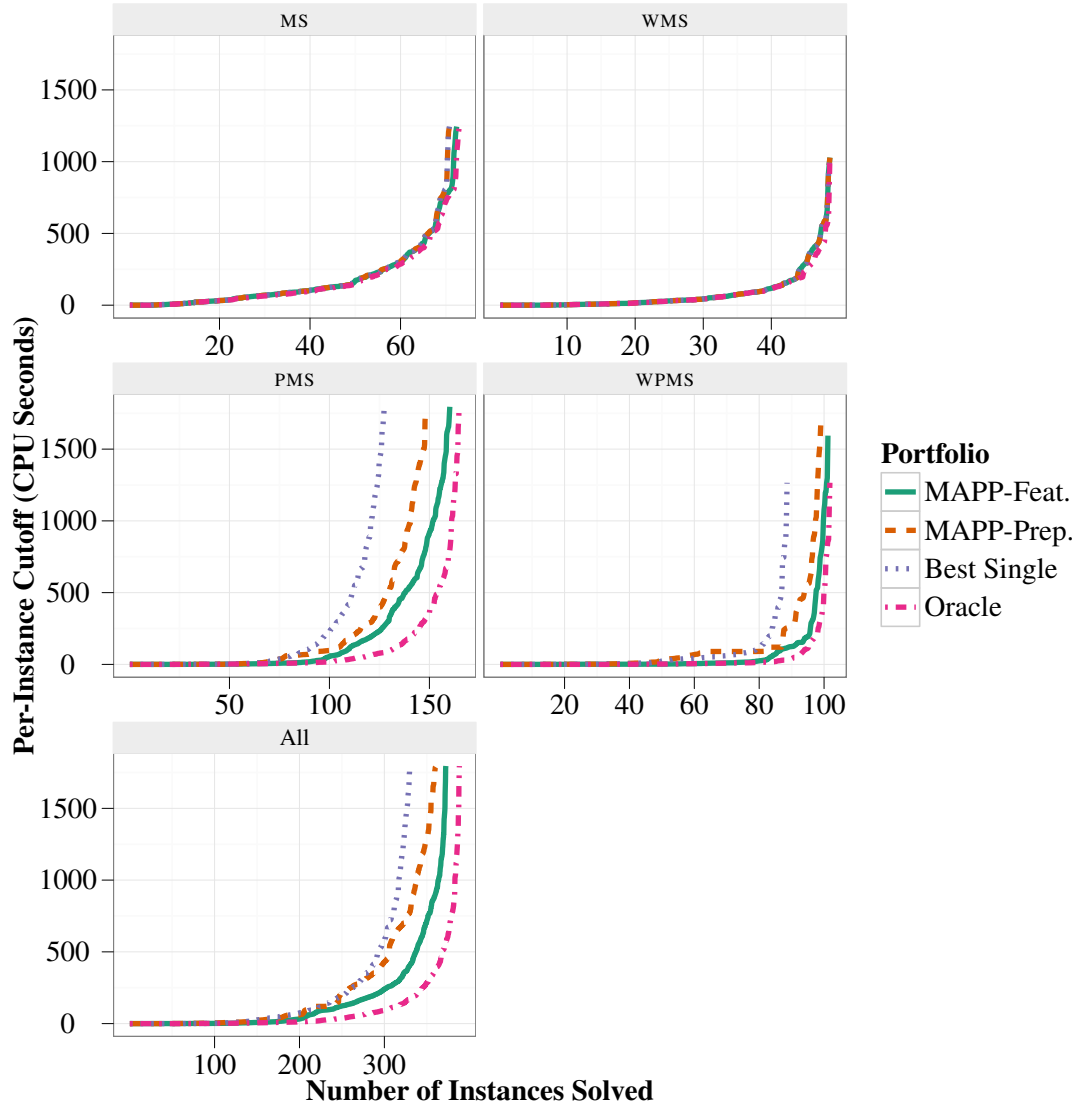 MS
WMS
1500
1000
500
0
20
40
60
10
20
30
40
PMS
WPMS
1500
1000
500
0
50
100
150
20
40
60
80
100
All
1500
1000
500
0
100
200
300
Per-Instance Cutoff (CPU Seconds)
Number of Instances Solved
Portfolio
MAPP-Feat.
MAPP-Prep.
Best Single
Oracle